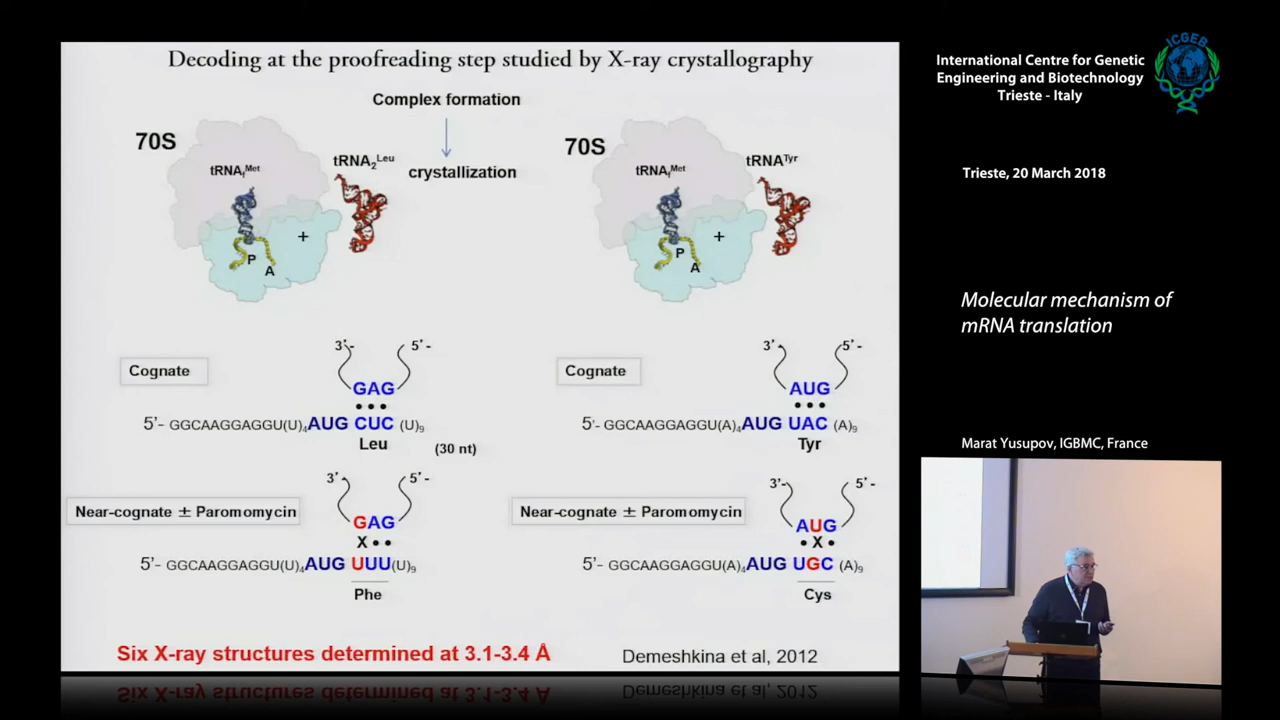 Decoding at the proofreading step studied by X-ray crystallography
Complex formation
crystallization
70S
tRNAfMet
tRNA2Leu
+
P
A
70S
tRNAfMet
tRNATyr
+
P
A
Cognate
3'-
5'-
GAG
5'- GGCAAGGAGGU(U)4AUG CUC (U)9
Leu
(30 nt)
Cognate
3'-
5'-
AUG
5'- GGCAAGGAGGU(A)4AUG UAC (A)9
Tyr
Near-cognate ± Paromomycin
3'-
5'-
GAG
X
5'- GGCAAGGAGGU(U)4AUG UUU(U)9
Phe
Near-cognate ± Paromomycin
3'-
5'-
AUG
X
5'- GGCAAGGAGGU(A)4AUG UGC (A)9
Cys
Six X-ray structures determined at 3.1-3.4 Å
Demeshkina et al, 2012
International Centre for Genetic
Engineering and Biotechnology
Trieste - Italy
ICGEB
Trieste, 20 March 2018
Molecular mechanism of
mRNA translation
Marat Yusupov, IGBMC, France